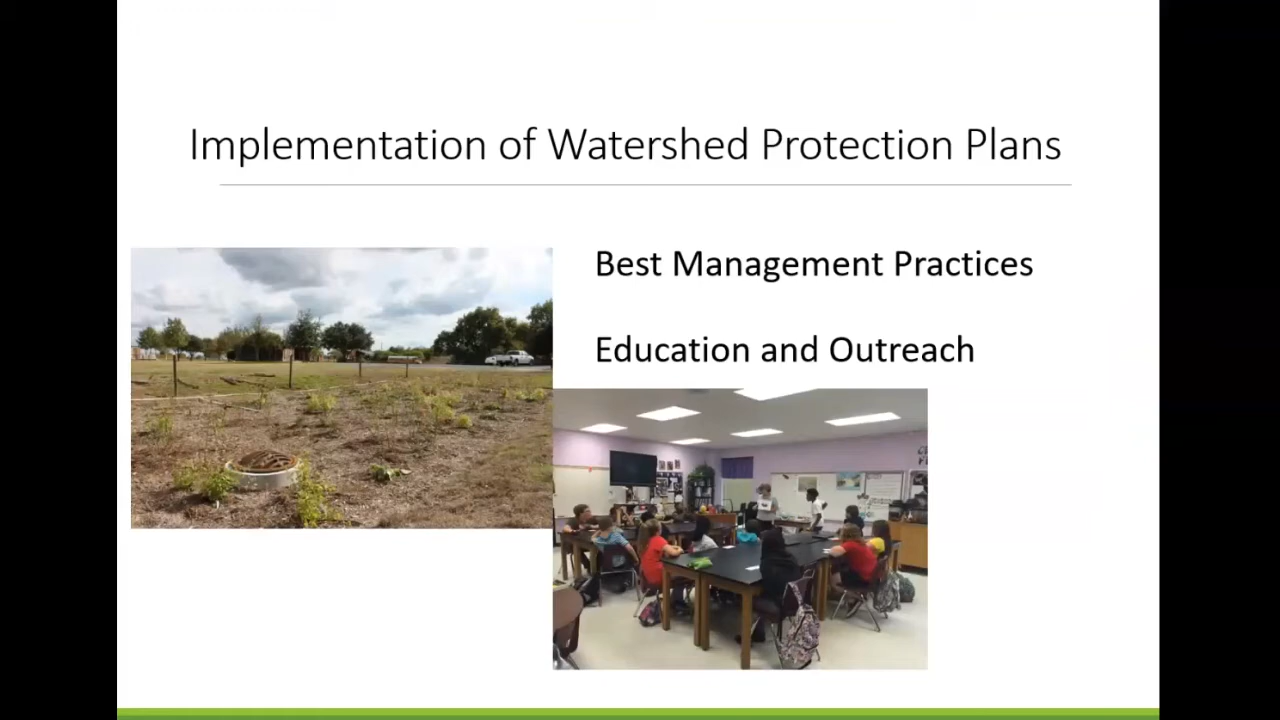 Implementation of Watershed Protection Plans
Best Management Practices
Education and Outreach